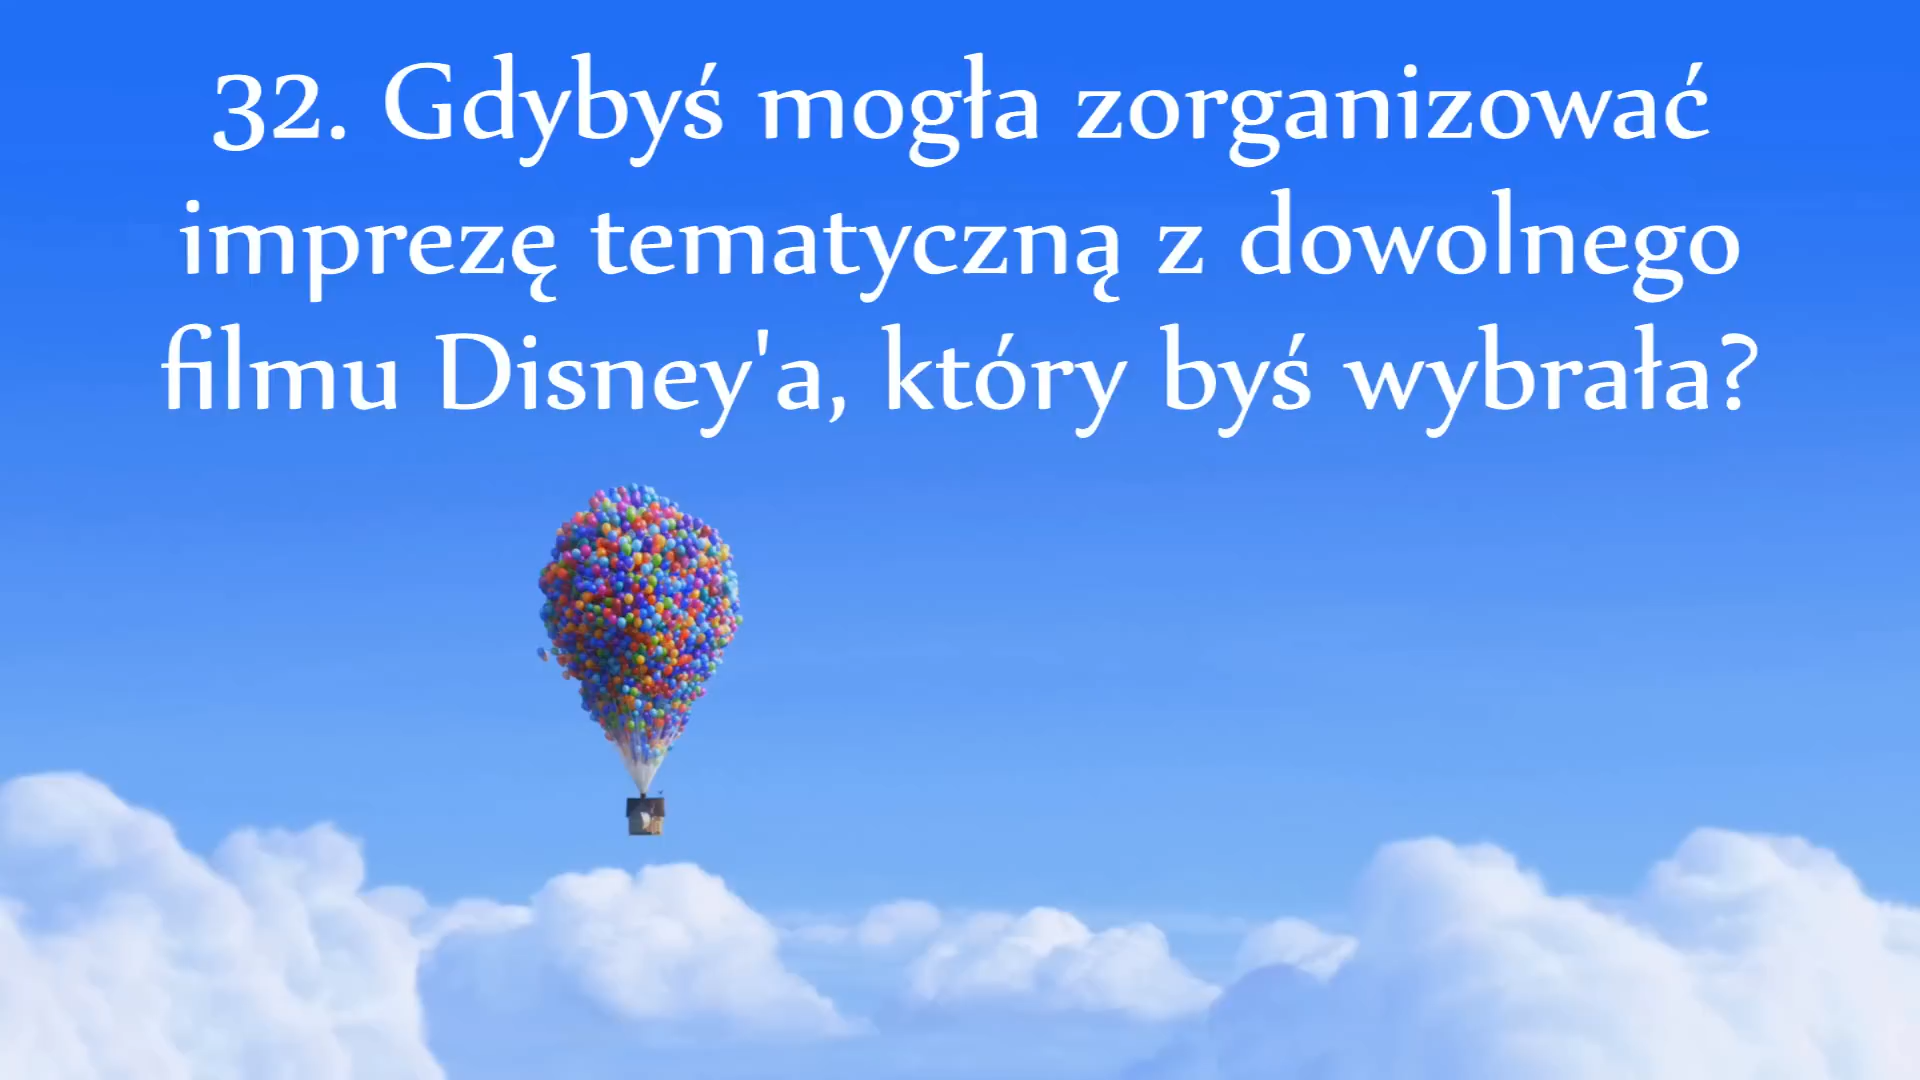 32. Gdybyś mogła zorganizować
imprezę tematyczną z dowolnego
filmu Disney'a, który byś wybrała?